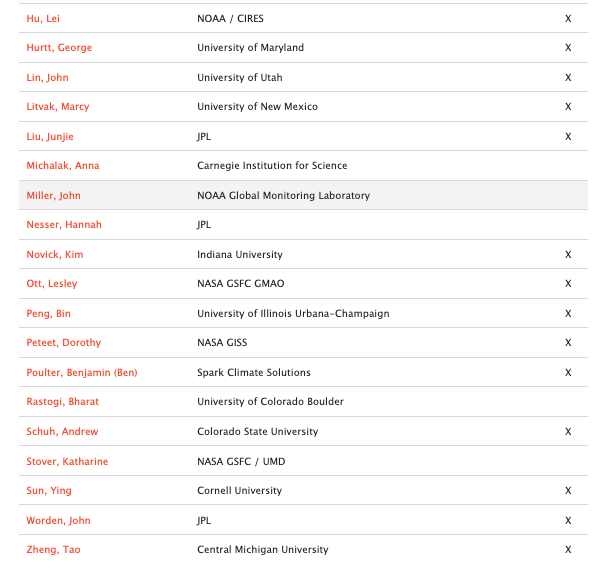 Hu, Lei NOAA / CIRES X
Hurtt, George University of Maryland X
Lin, John University of Utah X
Litvak, Marcy University of New Mexico X
Liu, Junjie JPL X
Michalak, Anna Carnegie Institution for Science
Miller, John NOAA Global Monitoring Laboratory
Nesser, Hannah JPL
Novick, Kim Indiana University X
Ott, Lesley NASA GSFC GMAO X
Peng, Bin University of Illinois Urbana-Champaign X
Peteet, Dorothy NASA GISS X
Poulter, Benjamin (Ben) Spark Climate Solutions X
Rastogi, Bharat University of Colorado Boulder
Schuh, Andrew Colorado State University X
Stover, Katharine NASA GSFC / UMD
Sun, Ying Cornell University X
Worden, John JPL X
Zheng, Tao Central Michigan University X